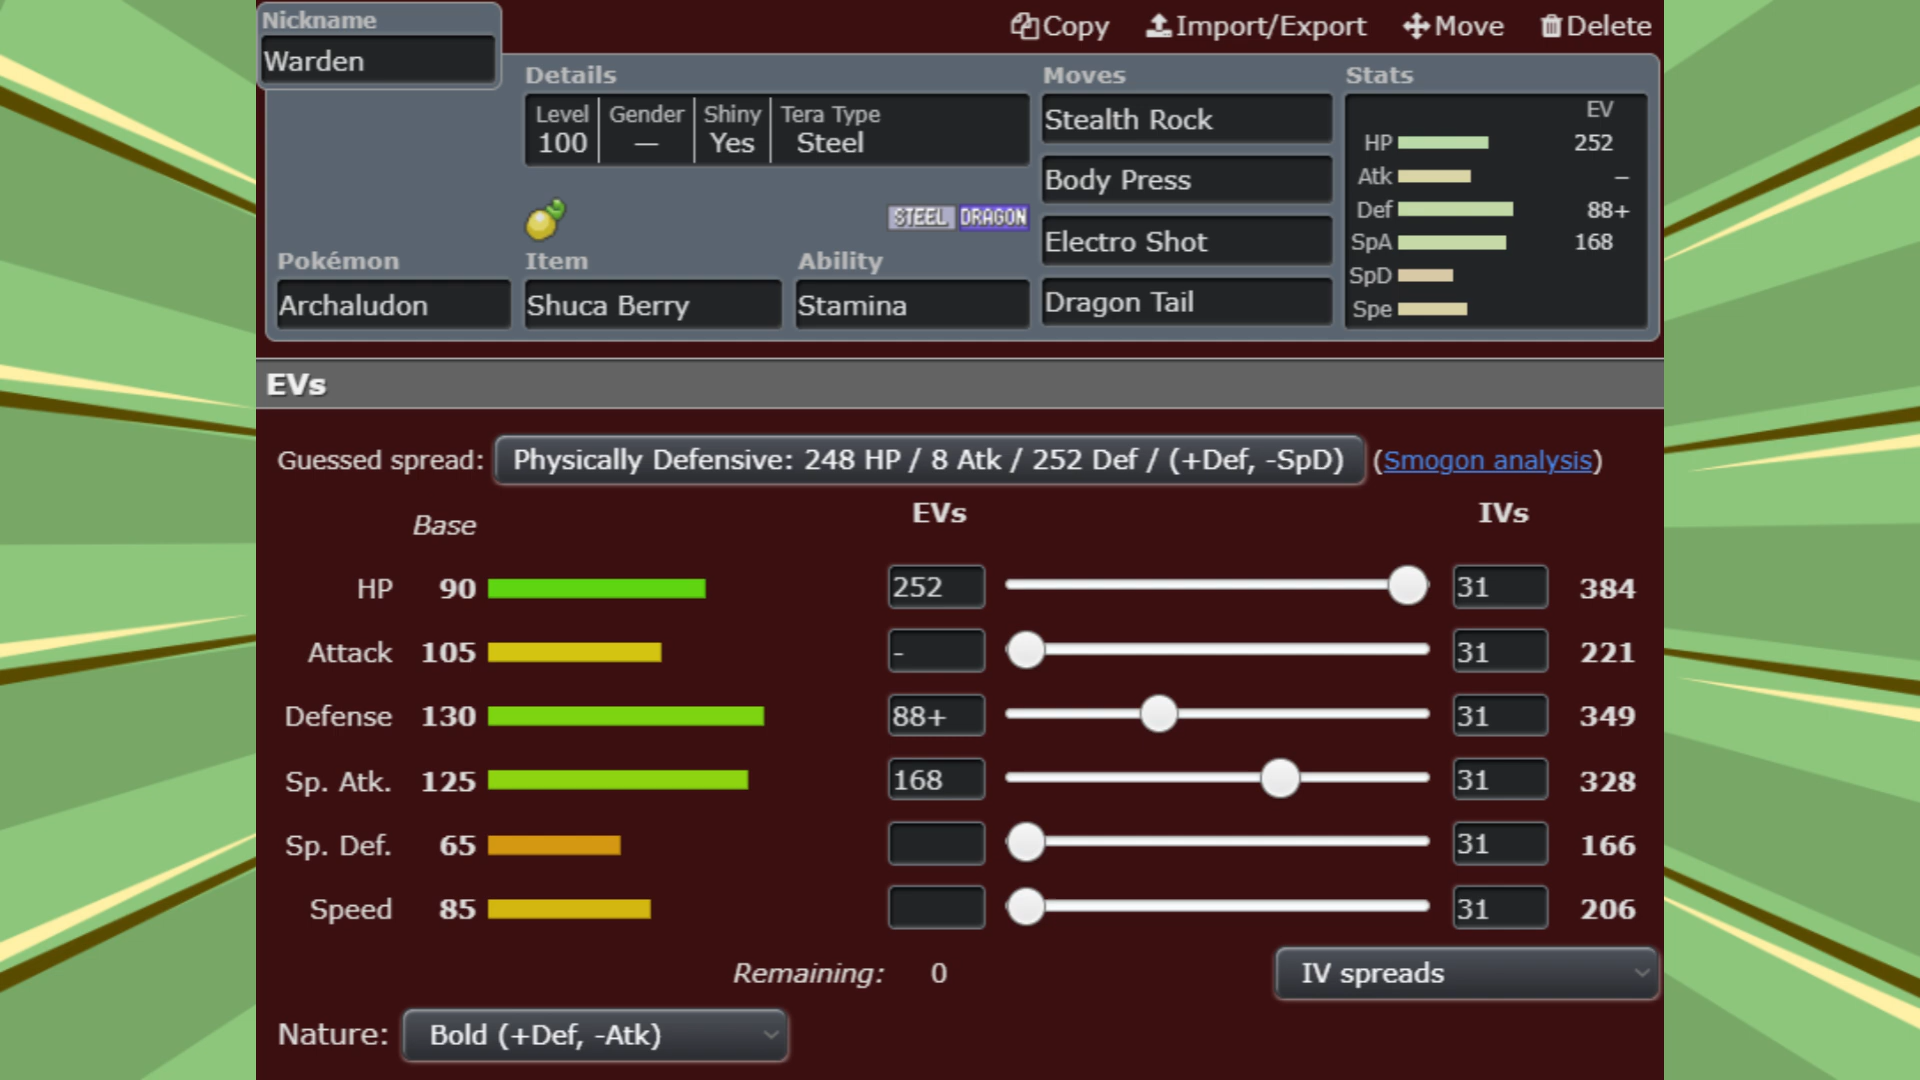 Nickname
Warden
Copy Import/Export Move Delete
Details
Level Gender Shiny Tera Type
100 — Yes Steel
STEEL DRAGON
Pokémon Item Ability
Archaludon Shuca Berry Stamina
Moves
Stealth Rock
Body Press
Electro Shot
Dragon Tail
Stats
EV
HP 252
Atk –
Def 88+
SpA 168
SpD
Spe
EVs
Guessed spread: Physically Defensive: 248 HP / 8 Atk / 252 Def / (+Def, -SpD) (Smogon analysis)
Base EVs IVs
HP 90 252 31 384
Attack 105 - 31 221
Defense 130 88+ 31 349
Sp. Atk. 125 168 31 328
Sp. Def. 65 31 166
Speed 85 31 206
Remaining: 0 IV spreads
Nature: Bold (+Def, -Atk)